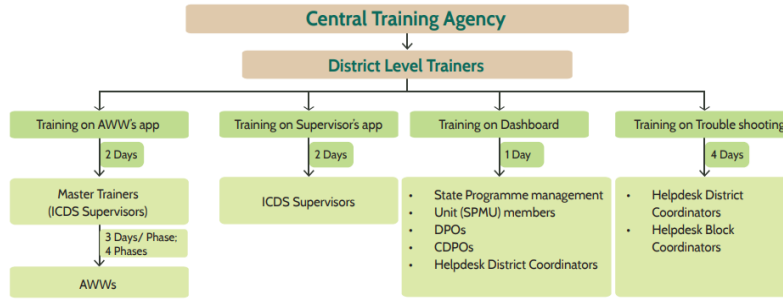 Central Training Agency
District Level Trainers
Training on AWW's app
2 Days
Master Trainers
(ICDS Supervisors)
3 Days/ Phase;
4 Phases
AWWs
Training on Supervisor's app
2 Days
ICDS Supervisors
Training on Dashboard
1 Day
• State Programme management
• Unit (SPMU) members
• DPOs
• CDPOs
• Helpdesk District Coordinators
Training on Trouble shooting
4 Days
• Helpdesk District
Coordinators
• Helpdesk Block
Coordinators